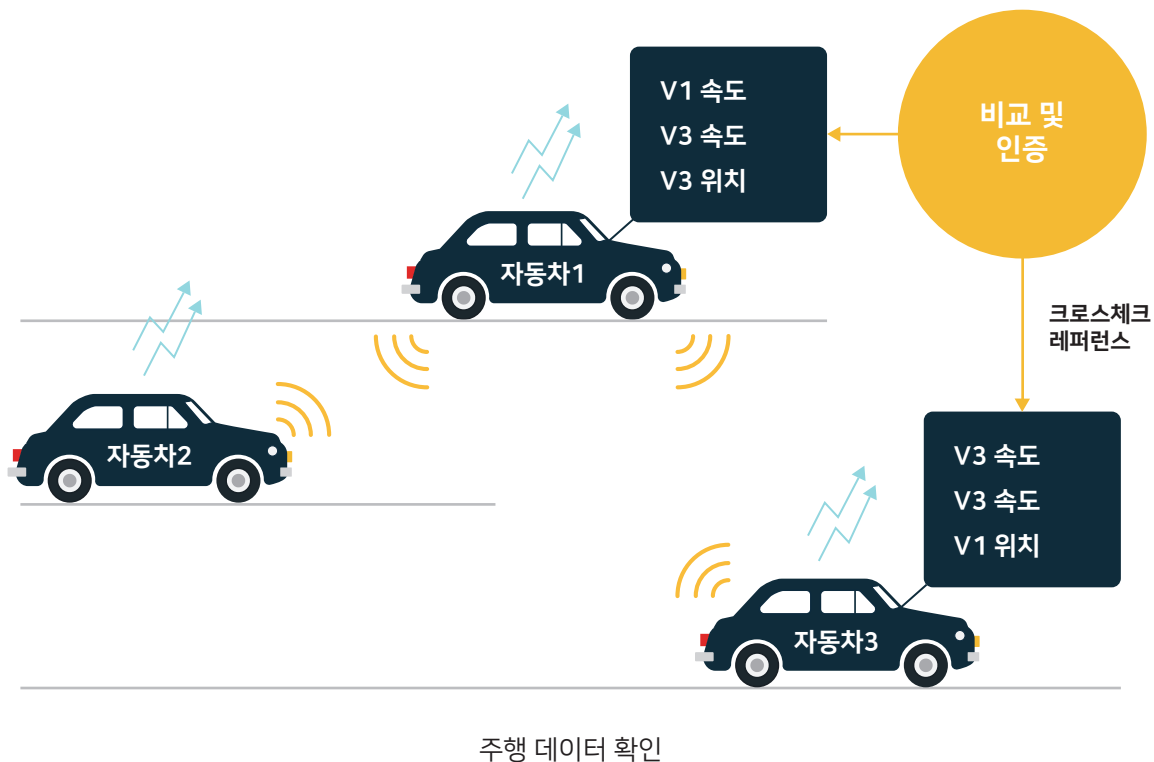 V1 속도
V3 속도
V3 위치
비교 및
인증
자동차1
크로스체크
레퍼런스
자동차2
V3 속도
V3 속도
V1 위치
자동차3
주행 데이터 확인